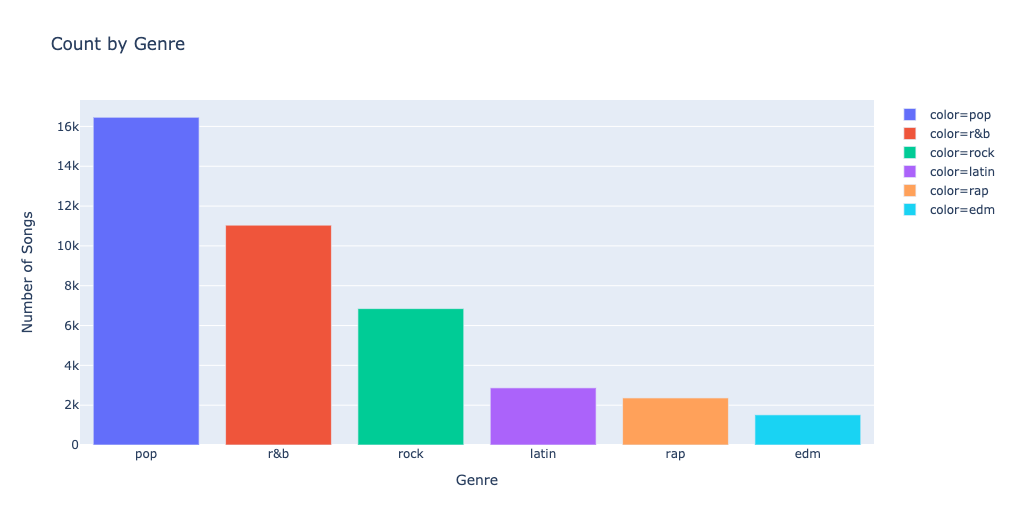 Count by Genre
16k
14k
12k
10k
8k
6k
4k
2k
0
Number of Songs
pop
r&b
rock
latin
rap
edm
Genre
color=pop
color=r&b
color=rock
color=latin
color=rap
color=edm